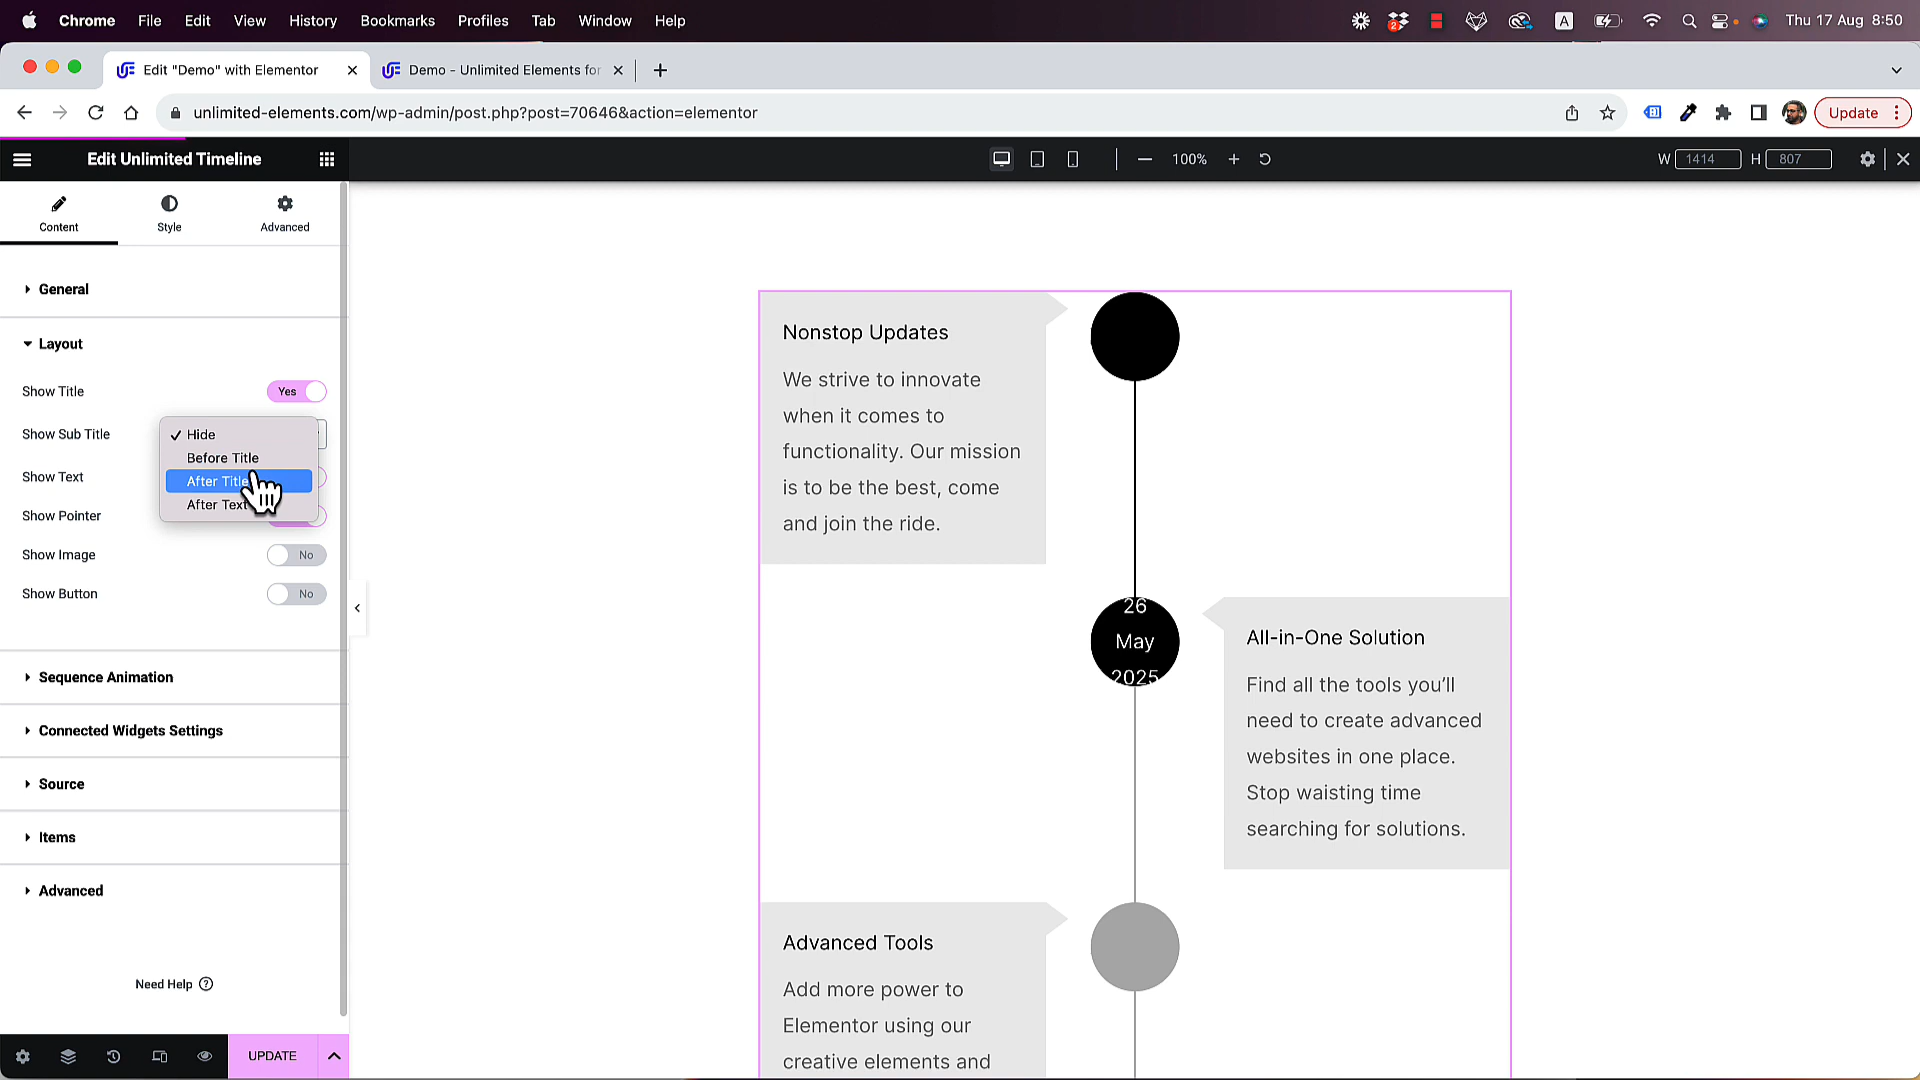 Chrome File Edit View History Bookmarks Profiles Tab Window Help
2 A Thu 17 Aug 8:50
Edit "Demo" with Elementor
Demo - Unlimited Elements for
unlimited-elements.com/wp-admin/post.php?post=70646&action=elementor
Update
Edit Unlimited Timeline
100%
W 1414 H 807
Content Style Advanced
General
Layout
Show Title Yes
Show Sub Title
Hide
Before Title
After Title
After Text
Show Text
Show Pointer
Show Image No
Show Button No
Sequence Animation
Connected Widgets Settings
Source
Items
Advanced
Need Help ?
UPDATE
Nonstop Updates
We strive to innovate
when it comes to
functionality. Our mission
is to be the best, come
and join the ride.
26
May
2025
All-in-One Solution
Find all the tools you’ll
need to create advanced
websites in one place.
Stop waisting time
searching for solutions.
Advanced Tools
Add more power to
Elementor using our
creative elements and